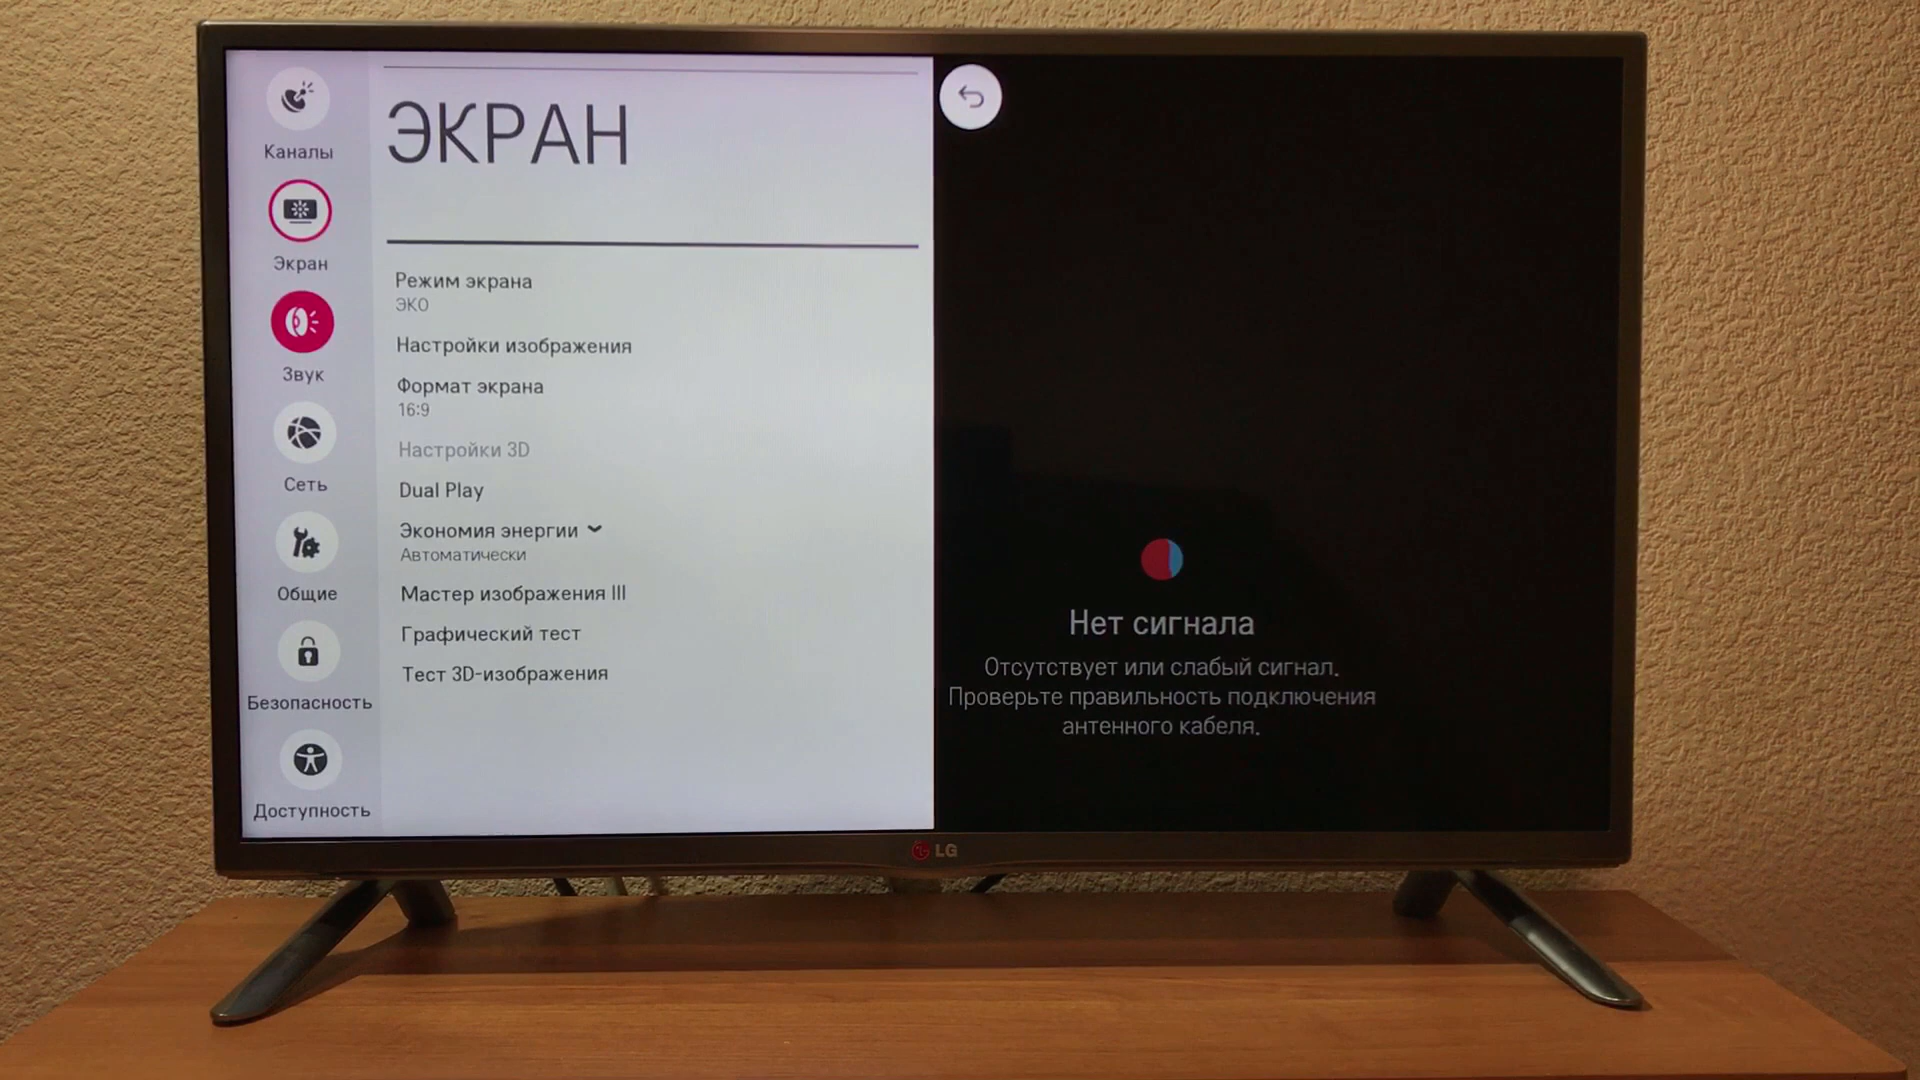 Каналы
Экран
Звук
Сеть
Общие
Безопасность
Доступность
ЭКРАН
Режим экрана
ЭКО
Настройки изображения
Формат экрана
16:9
Настройки 3D
Dual Play
Экономия энергии
Автоматически
Мастер изображения III
Графический тест
Тест 3D-изображения
Нет сигнала
Отсутствует или слабый сигнал.
Проверьте правильность подключения
антенного кабеля.
LG